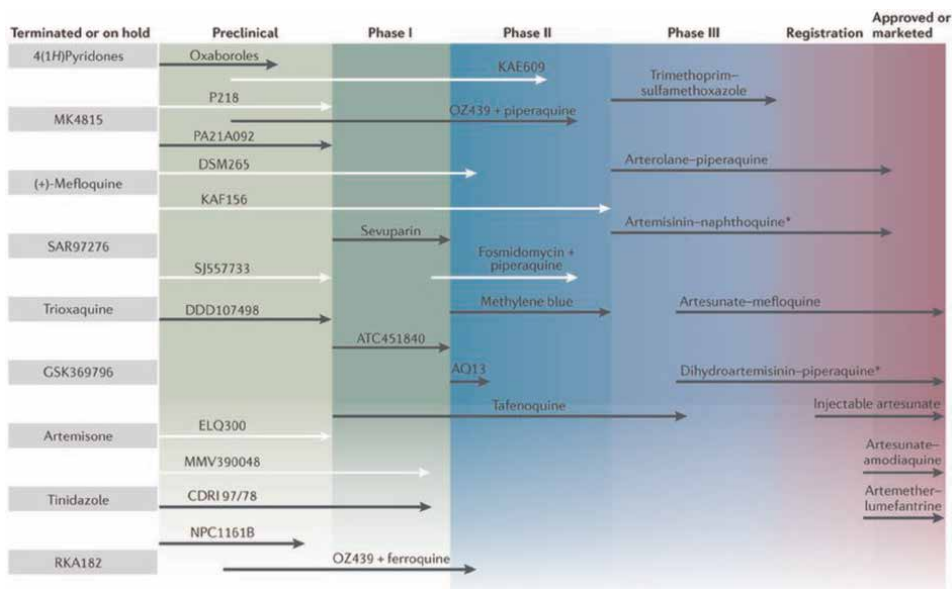 Terminated or on hold
Preclinical
Phase I
Phase II
Phase III
Registration
Approved or
marketed
4(1H)Pyridones
Oxaboroles
KAE609
Trimethoprim–
sulfamethoxazole
P218
MK4815
OZ439 + piperaquine
PA21A092
DSM265
Arterolane–piperaquine
(+)-Mefloquine
KAF156
Sevuparin
Artemisinin–naphthoquine*
SAR97276
Fosmidomycin +
piperaquine
SJ557733
Trioxaquine
DDD107498
Methylene blue
Artesunate–mefloquine
ATC451840
GSK369796
AQ13
Dihydroartemisinin–piperaquine*
Tafenoquine
Injectable artesunate
Artemisone
ELQ300
Artesunate–
amodiaquine
MMV390048
Tinidazole
CDRI 97/78
Artemether–
lumefantrine
NPC1161B
RKA182
OZ439 + ferroquine